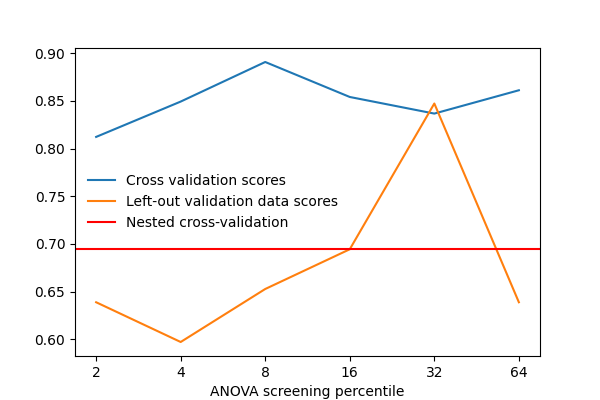 0.90
0.85
0.80
0.75
0.70
0.65
0.60
Cross validation scores
Left-out validation data scores
Nested cross-validation
2 4 8 16 32 64
ANOVA screening percentile